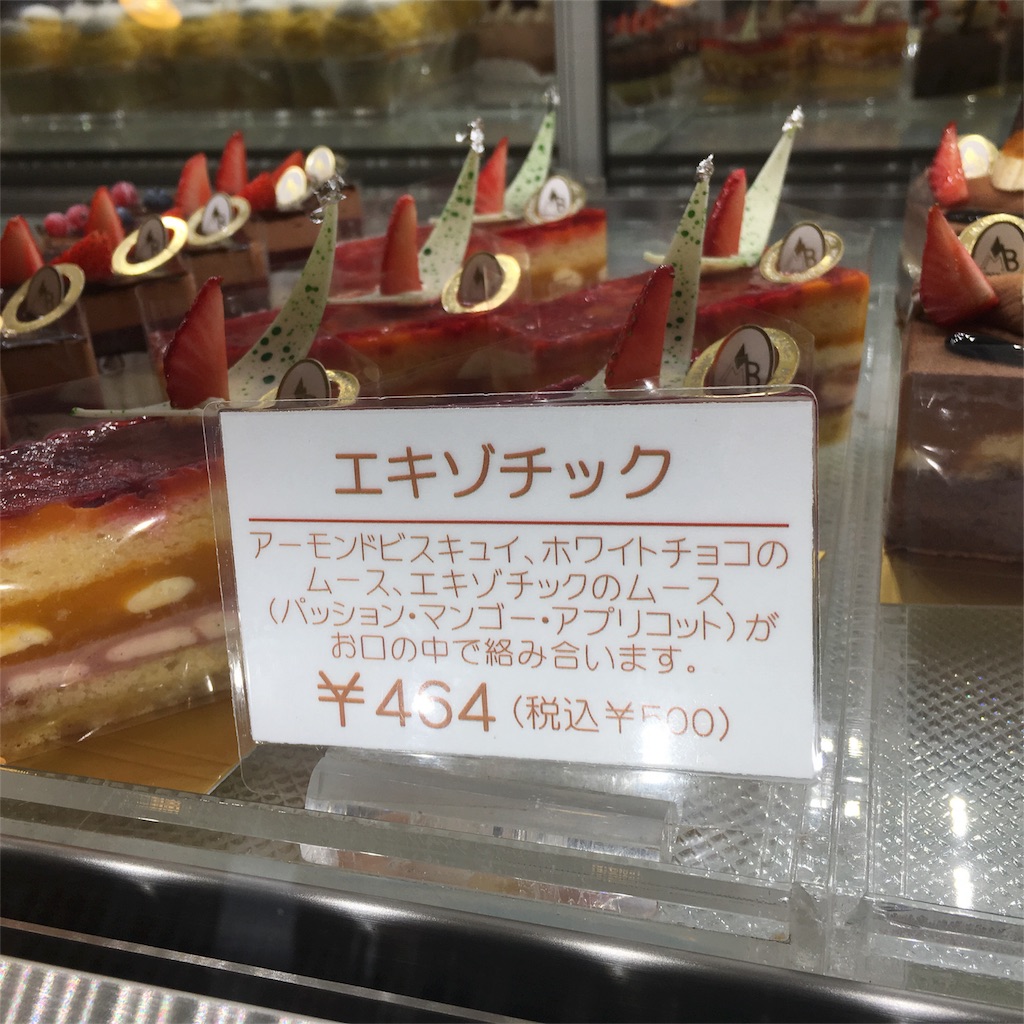 エキゾチック
アーモンドビスキュイ、ホワイトチョコの
ムース、エキゾチックのムース
(パッション・マンゴー・アプリコット)が
お口の中で絡み合います。
¥464(税込¥500)
B
B